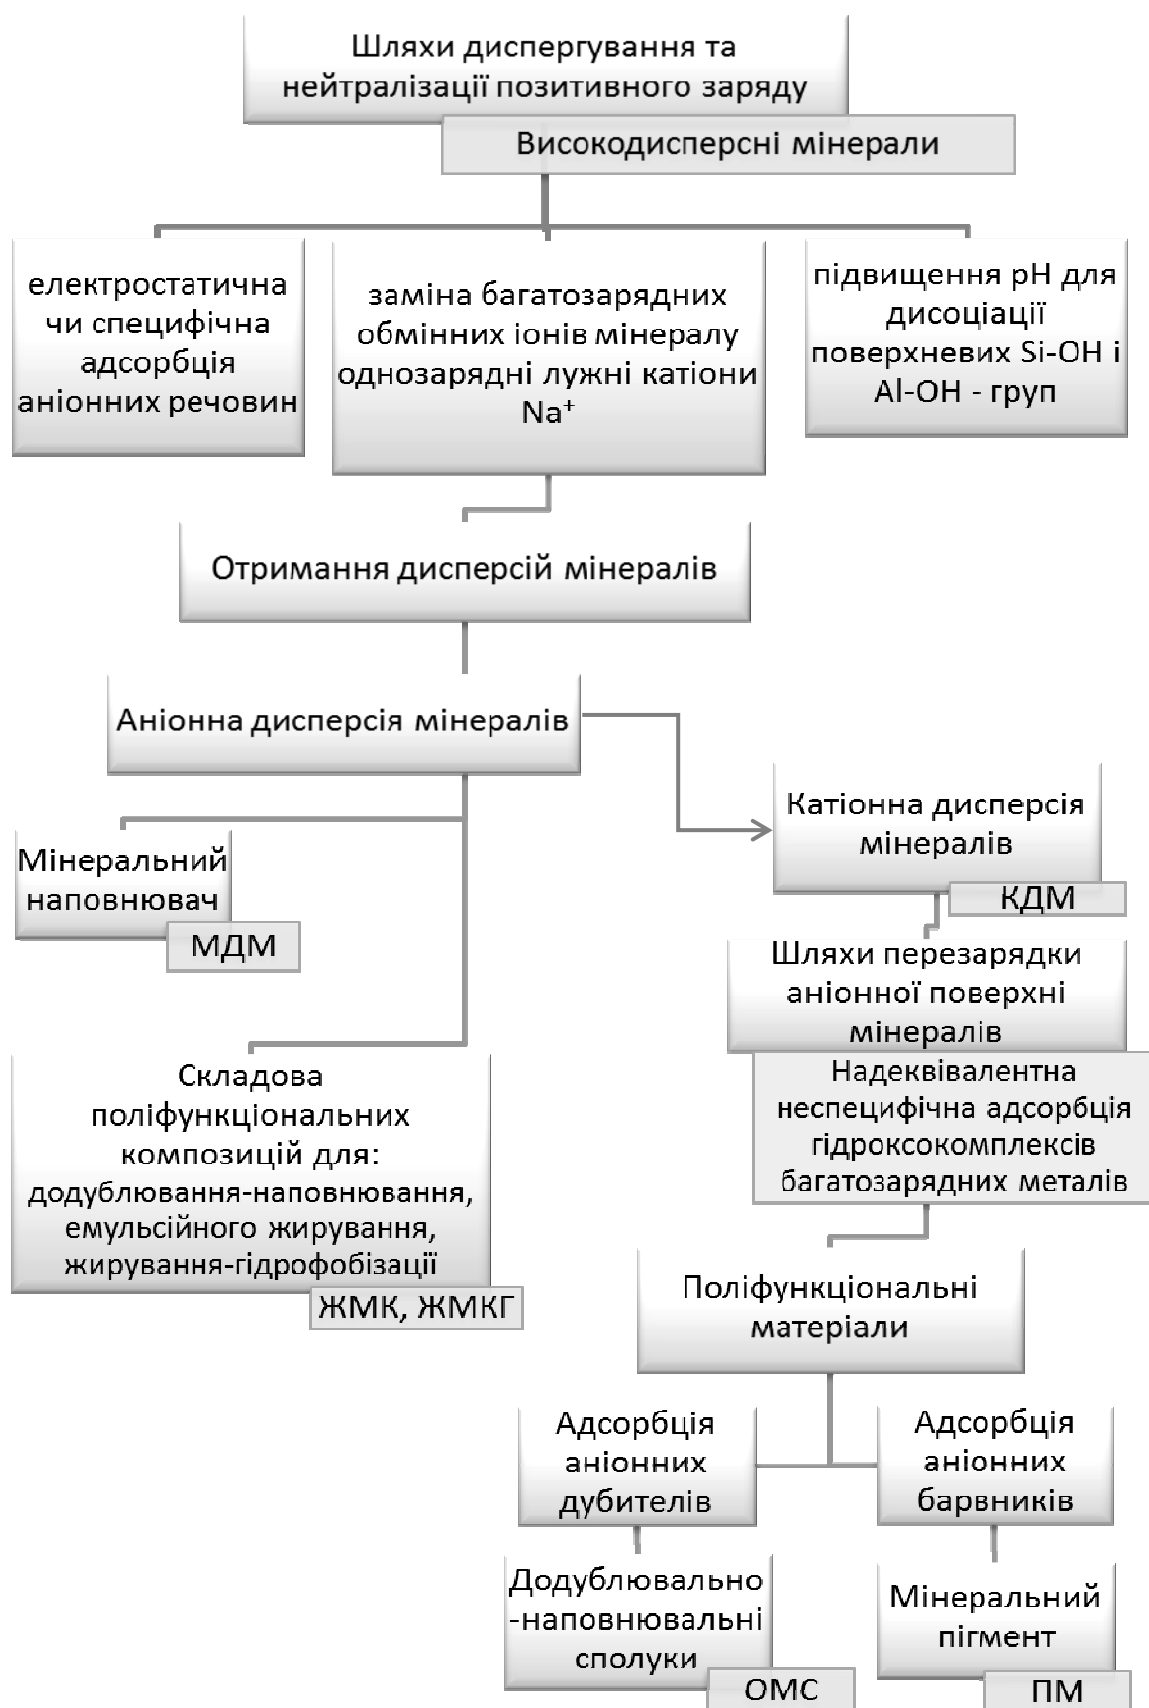 Шляхи диспергування та
нейтралізації позитивного заряду
Високодисперсні мінерали
електростатична
чи специфічна
адсорбція
аніонних речовин
заміна багатозарядних
обмінних іонів мінералу
однозарядні лужні катіони
Na⁺
підвищення рН для
дисоціації
поверхневих Si-OH і
Al-OH - груп
Отримання дисперсій мінералів
Аніонна дисперсія мінералів
Катіонна дисперсія
мінералів
КДМ
Мінеральний
наповнювач
МДМ
Шляхи перезарядки
аніонної поверхні
мінералів
Надеквівалентна
неспецифічна адсорбція
гідроксокомплексів
багатозарядних металів
Складова
поліфункціональних
композицій для:
додублювання-наповнювання,
емульсійного жирування,
жирування-гідрофобізації
ЖМК, ЖМКГ
Поліфункціональні
матеріали
Адсорбція
аніонних
дубителів
Адсорбція
аніонних
барвників
Додублювально
-наповнювальні
сполуки
ОМС
Мінеральний
пігмент
ПМ